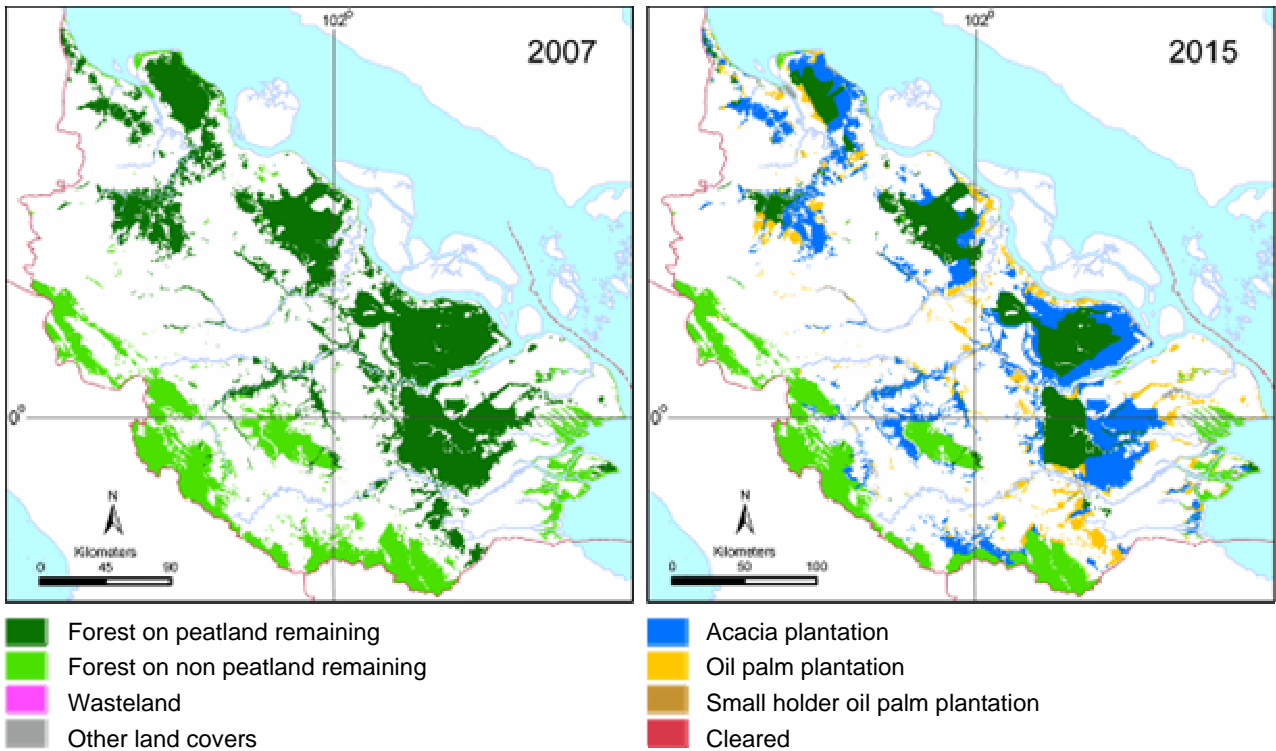 102°
2007
0°
N
Kilometers
0 45 90
102°
2015
0°
N
Kilometers
0 50 100
Forest on peatland remaining
Forest on non peatland remaining
Wasteland
Other land covers
Acacia plantation
Oil palm plantation
Small holder oil palm plantation
Cleared